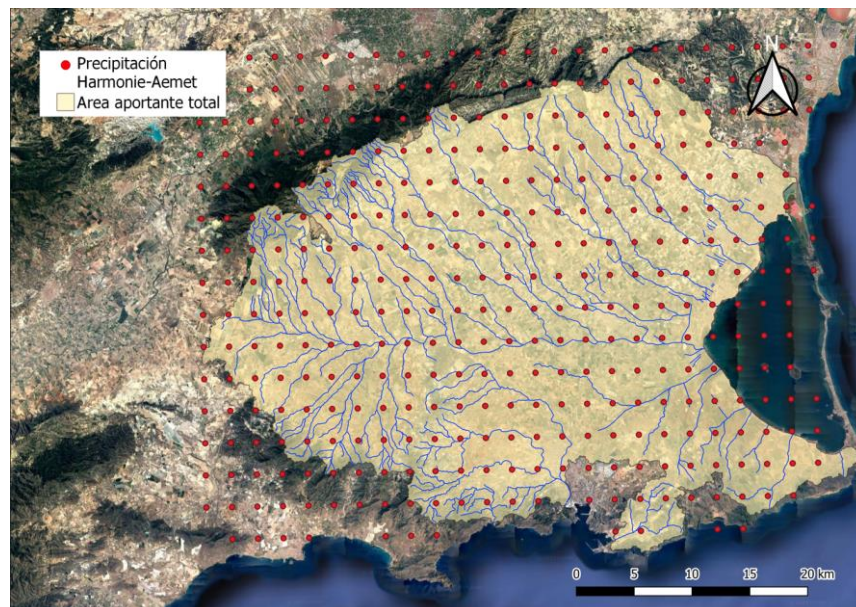 Precipitación
Harmonie-Aemet
Area aportante total
N
0 5 10 15 20 km